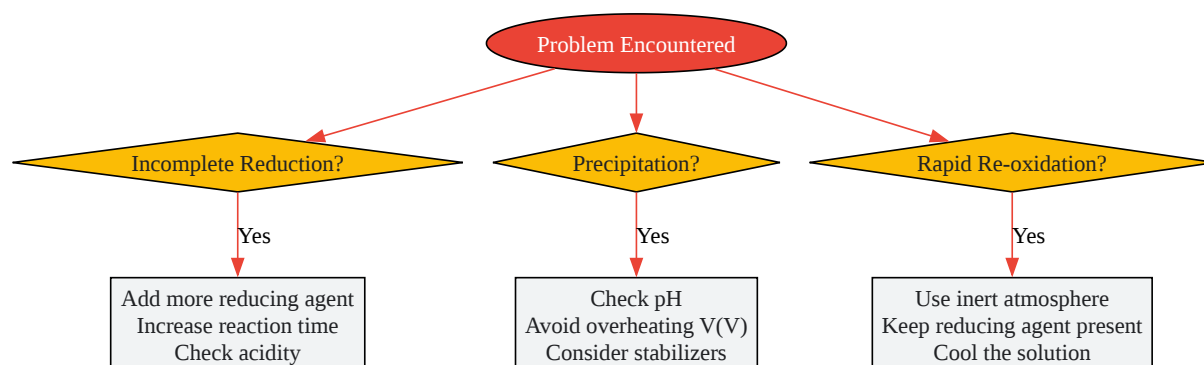 Problem Encountered
Incomplete Reduction?
Precipitation?
Rapid Re-oxidation?
Yes
Yes
Yes
Add more reducing agent
Increase reaction time
Check acidity
Check pH
Avoid overheating V(V)
Consider stabilizers
Use inert atmosphere
Keep reducing agent present
Cool the solution